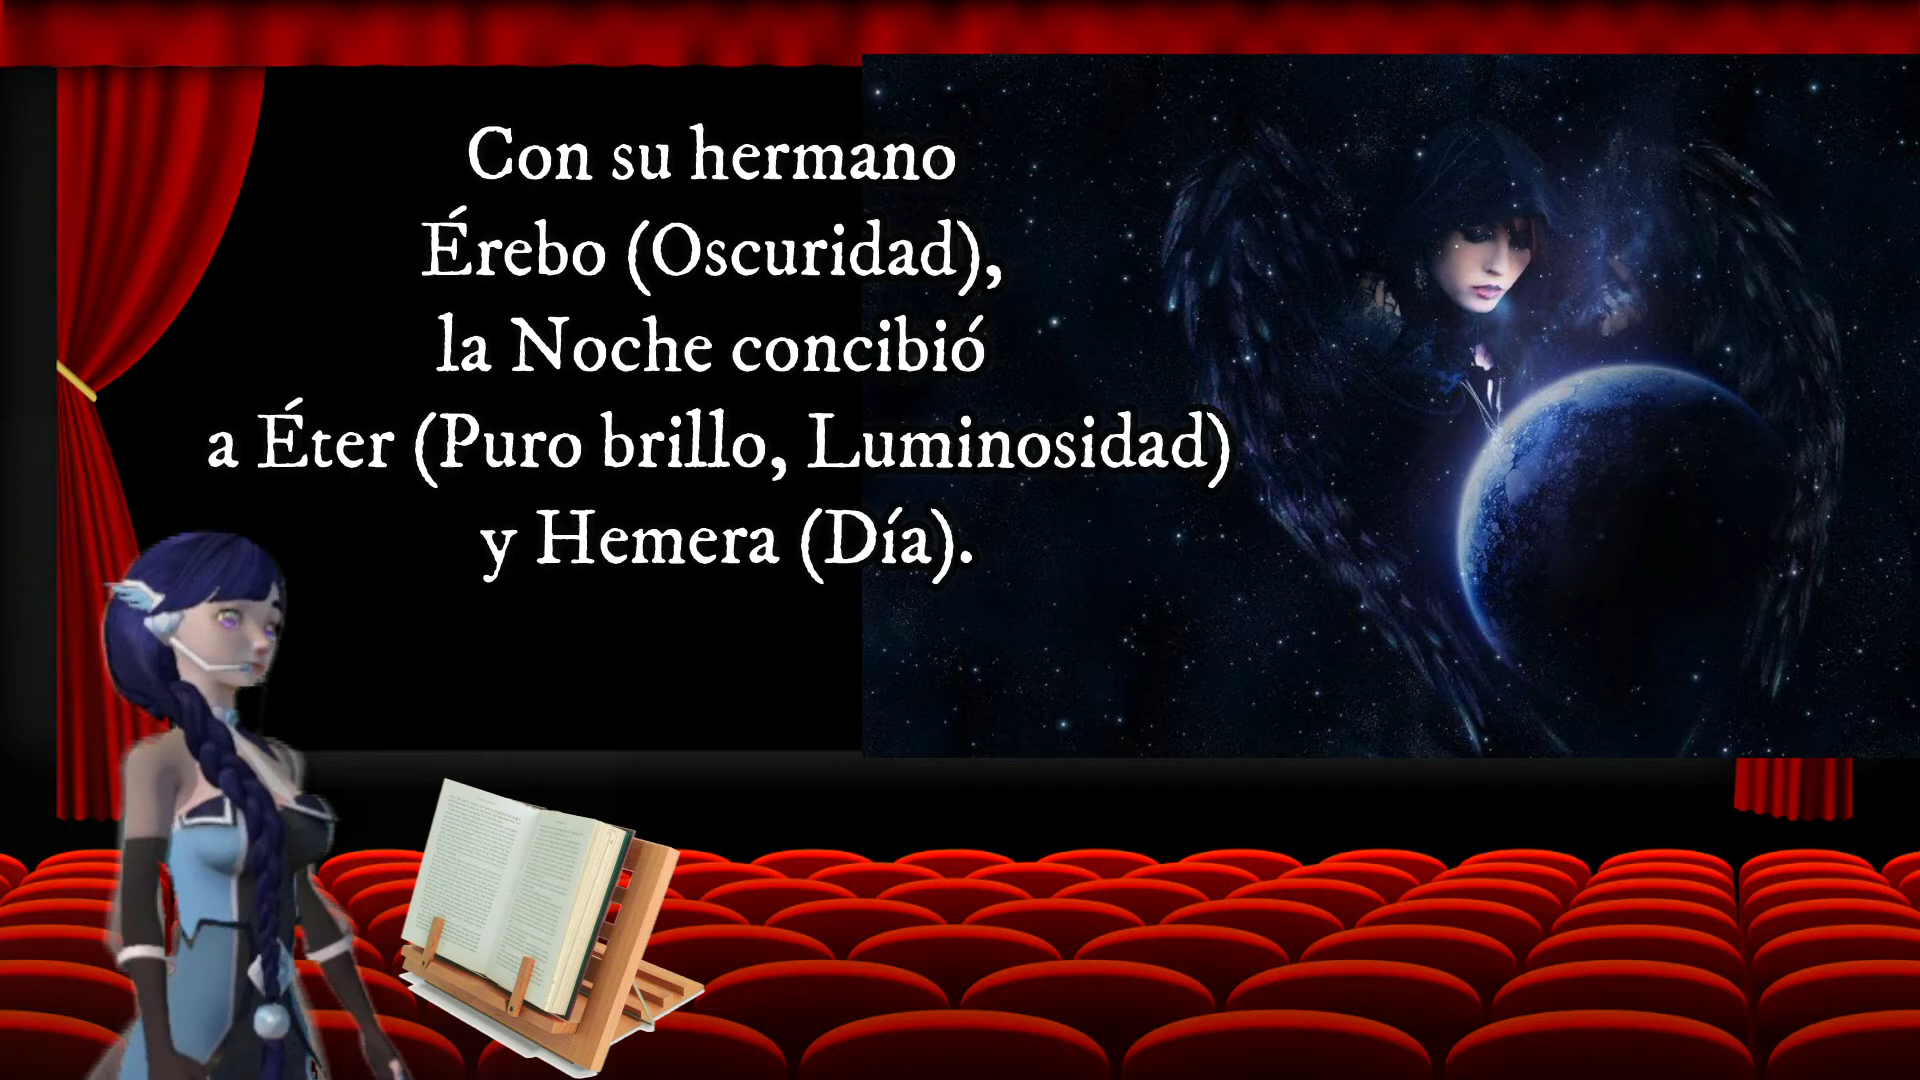 Con su hermano
Érebo (Oscuridad),
la Noche concibió
a Éter (Puro brillo, Luminosidad)
y Hemera (Día).